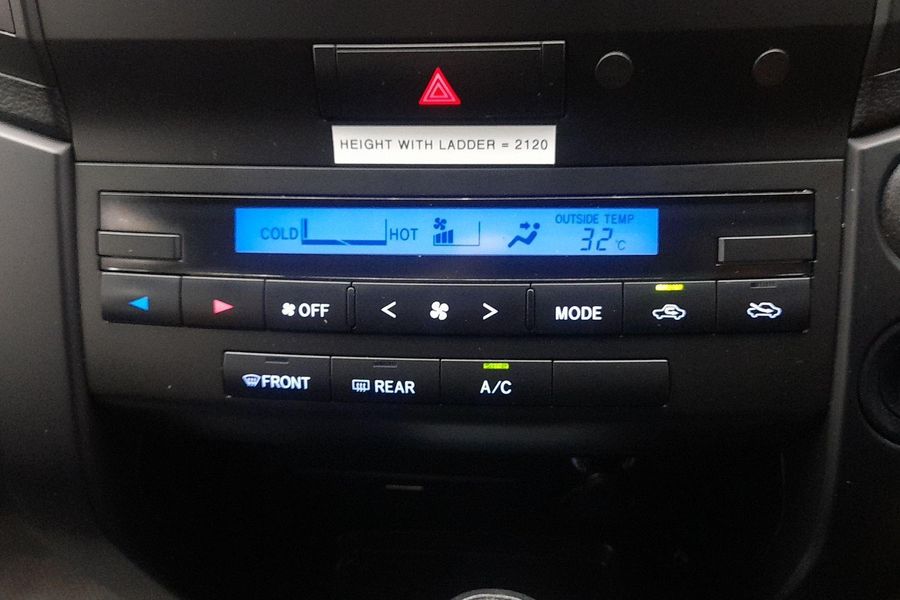 HEIGHT WITH LADDER = 2120
COLD HOT OUTSIDE TEMP
32 °C
OFF < > MODE
FRONT REAR A/C